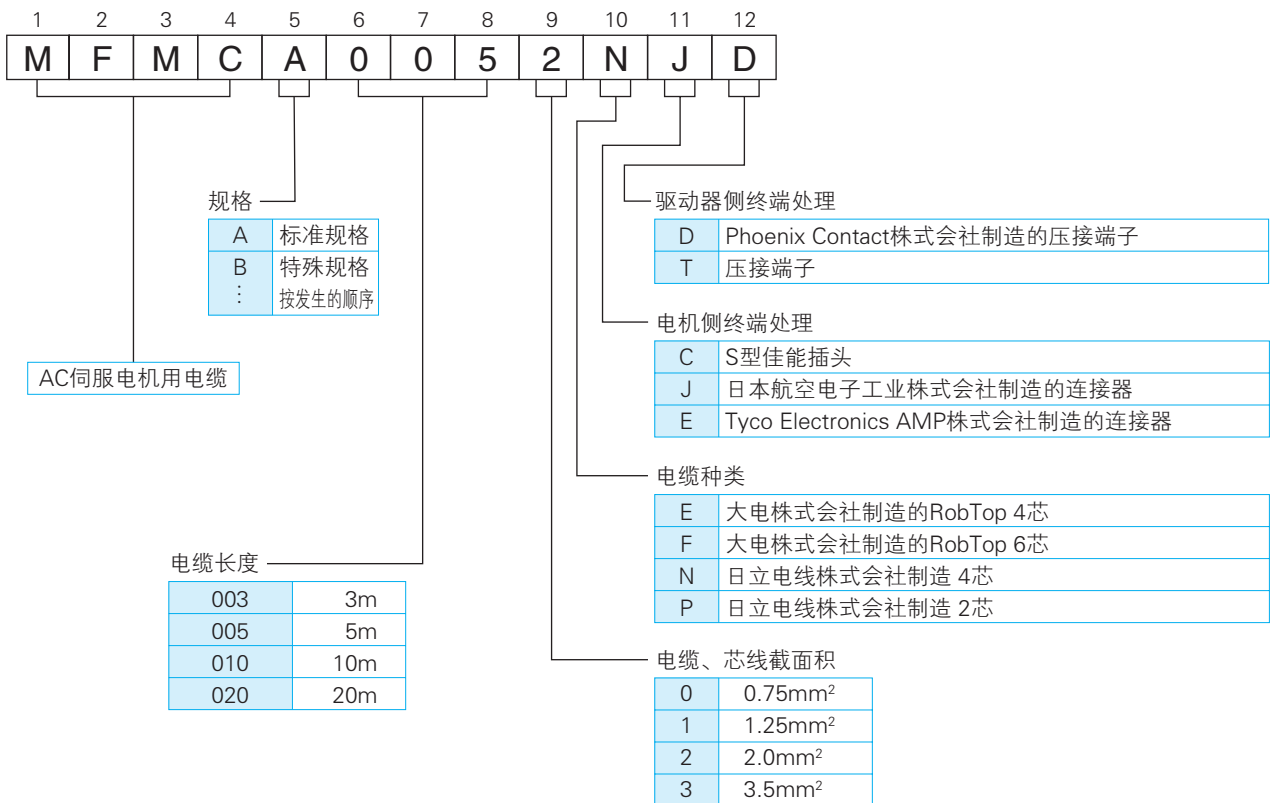 1 2 3 4 5 6 7 8 9 10 11 12
M F M C A 0 0 5 2 N J D
规格
A 标准规格
B 特殊规格
⋮ 按发生的顺序
AC伺服电机用电缆
电缆长度
003 3m
005 5m
010 10m
020 20m
驱动器侧终端处理
D Phoenix Contact株式会社制造的压接端子
T 压接端子
电机侧终端处理
C S型佳能插头
J 日本航空电子工业株式会社制造的连接器
E Tyco Electronics AMP株式会社制造的连接器
电缆种类
E 大电株式会社制造的RobTop 4芯
F 大电株式会社制造的RobTop 6芯
N 日立电线株式会社制造 4芯
P 日立电线株式会社制造 2芯
电缆、芯线截面积
0 0.75mm²
1 1.25mm²
2 2.0mm²
3 3.5mm²